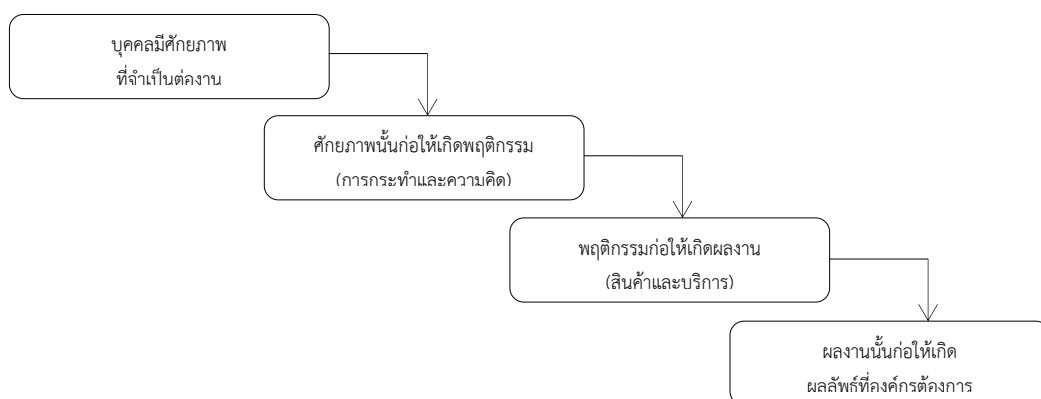 บุคคลมีศักยภาพ
ที่จำเป็นต่องาน
ศักยภาพนั้นก่อให้เกิดพฤติกรรม
(การกระทำและความคิด)
พฤติกรรมก่อให้เกิดผลงาน
(สินค้าและบริการ)
ผลงานนั้นก่อให้เกิด
ผลลัพธ์ที่องค์กรต้องการ